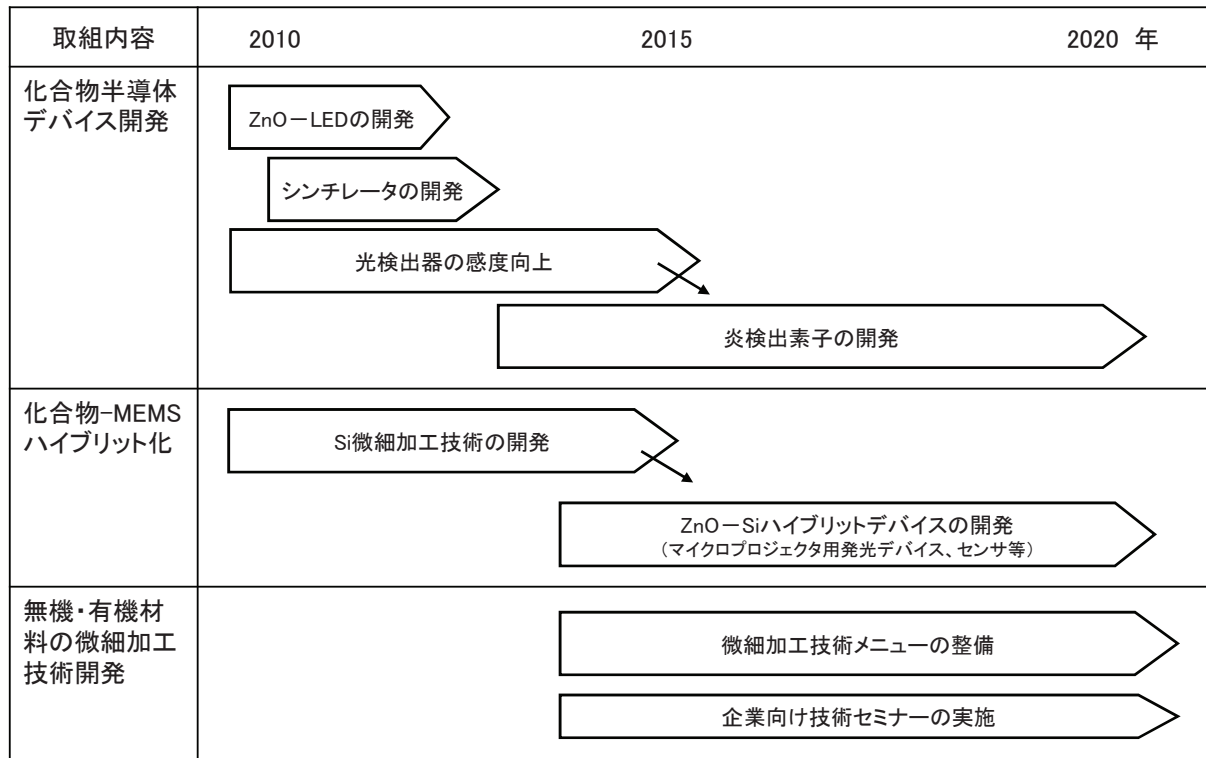 取組内容
2010
2015
2020 年
化合物半導体
デバイス開発
ZnO－LEDの開発
シンチレータの開発
光検出器の感度向上
炎検出素子の開発
化合物-MEMS
ハイブリット化
Si微細加工技術の開発
ZnO－Siハイブリットデバイスの開発
（マイクロプロジェクタ用発光デバイス、センサ等）
無機・有機材
料の微細加工
技術開発
微細加工技術メニューの整備
企業向け技術セミナーの実施